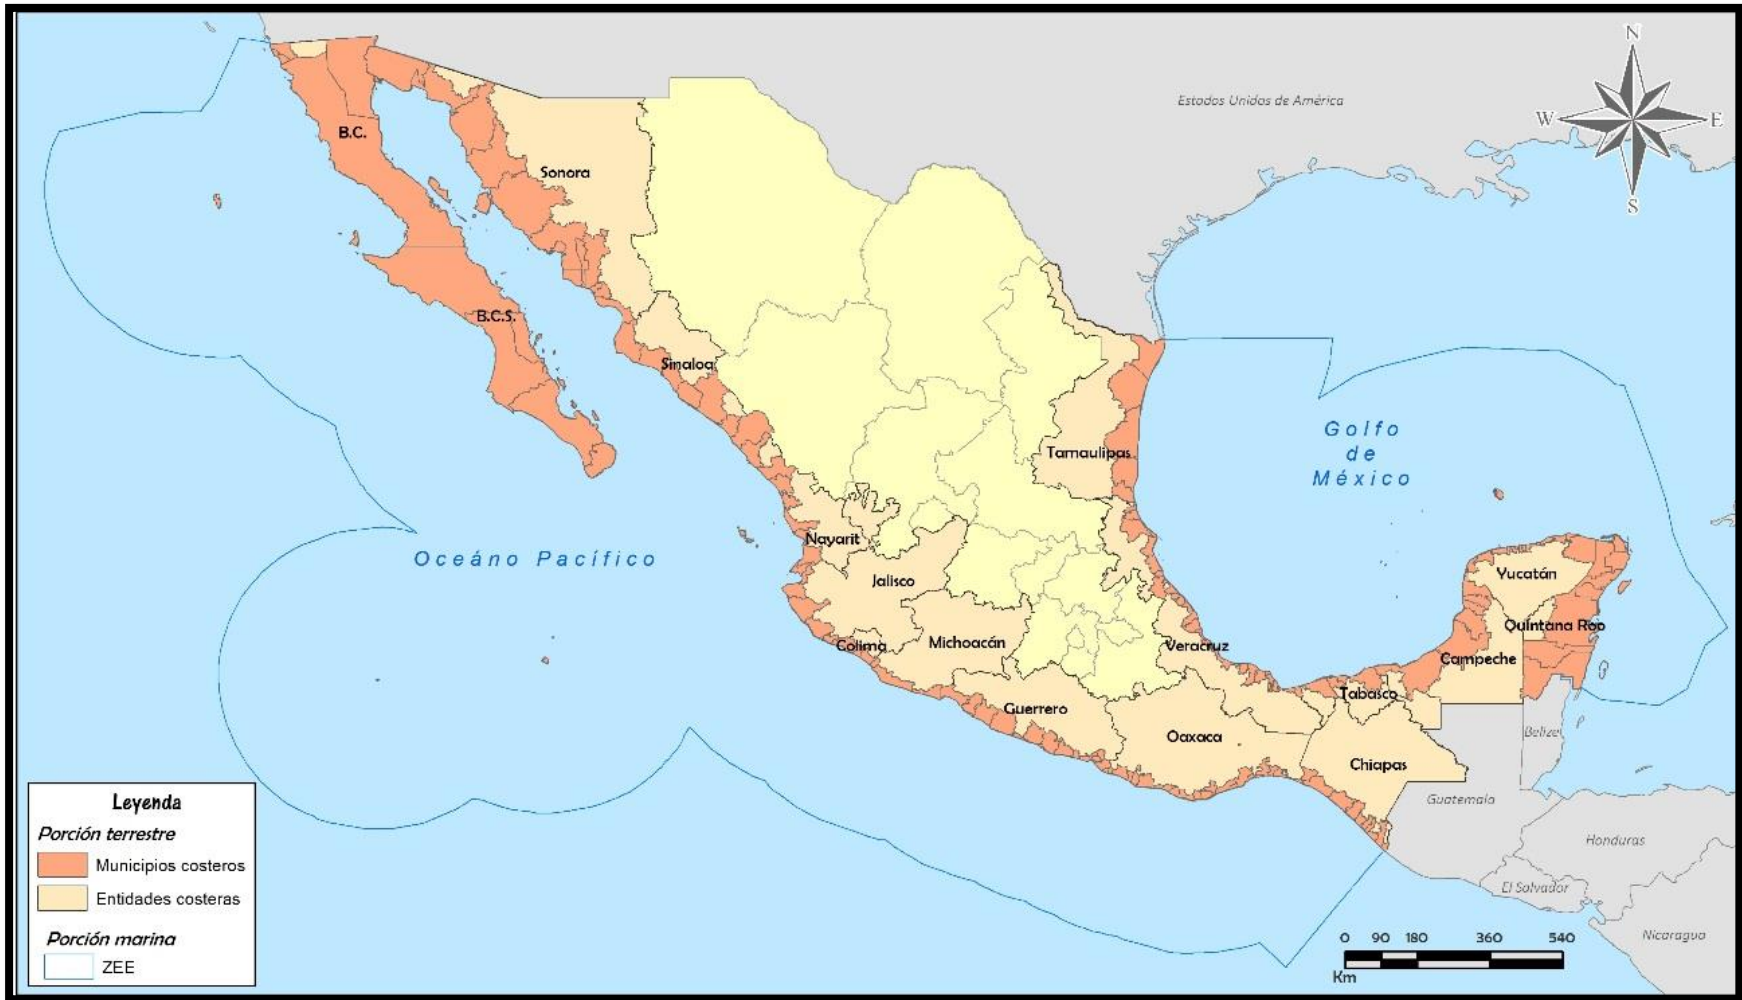 N
Estados Unidos de América
W
E
S
B.C.
Sonora
B.C.S.
Sinaloa
Tamaulipas
Golfo
de
México
Nayarit
Océano Pacífico
Jalisco
Yucatán
Quintana Roo
Colima
Michoacán
Veracruz
Campeche
Tabasco
Guerrero
Oaxaca
Belize
Chiapas
Guatemala
Honduras
El Salvador
Nicaragua
Leyenda
Porción terrestre
Municipios costeros
Entidades costeras
Porción marina
ZEE
0 90 180 360 540
Km